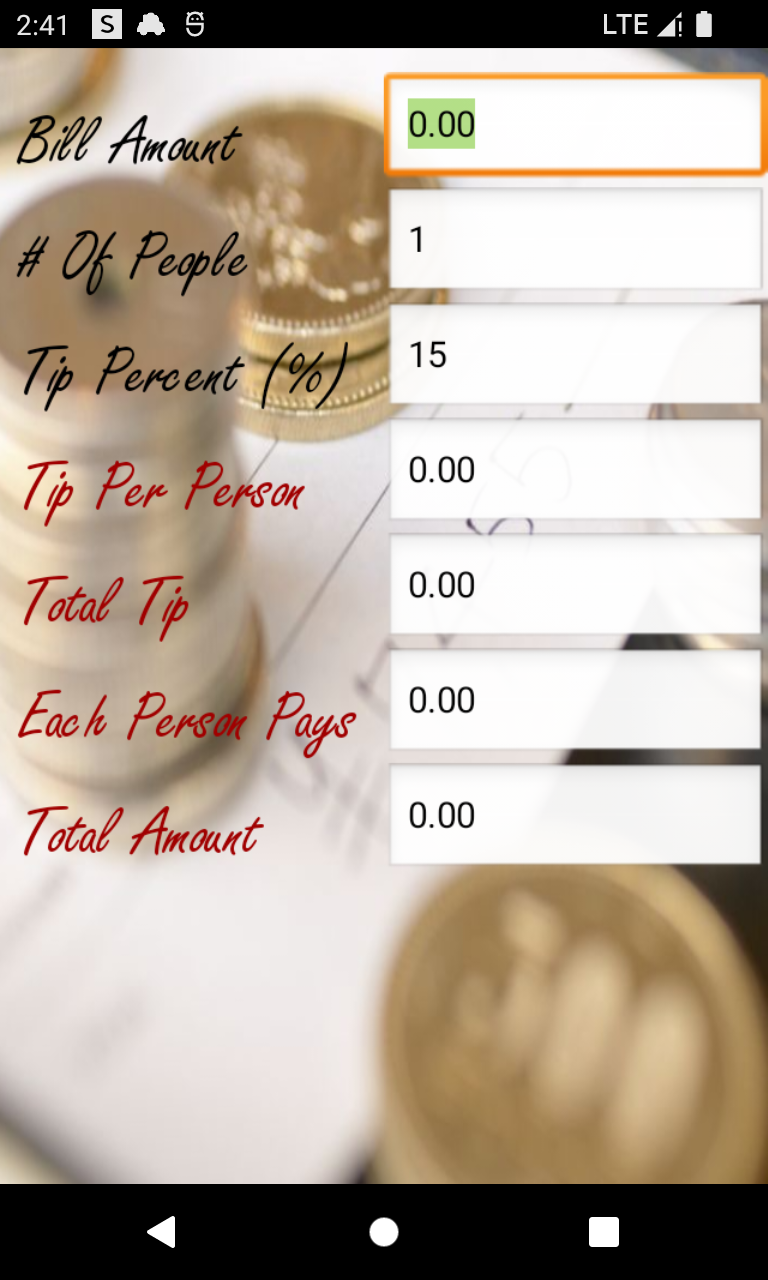 2:41 S LTE
Bill Amount 0.00
# Of People 1
Tip Percent (%) 15
Tip Per Person 0.00
Total Tip 0.00
Each Person Pays 0.00
Total Amount 0.00